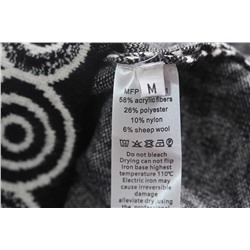 M
MFP
58% acrylic fibers
26% polyester
10% nylon
6% sheep wool
Do not bleach
Drying can not flip
Iron base highest
temperature 110℃
Electric iron may
cause irreversible
damage
alleviate dry.using
the